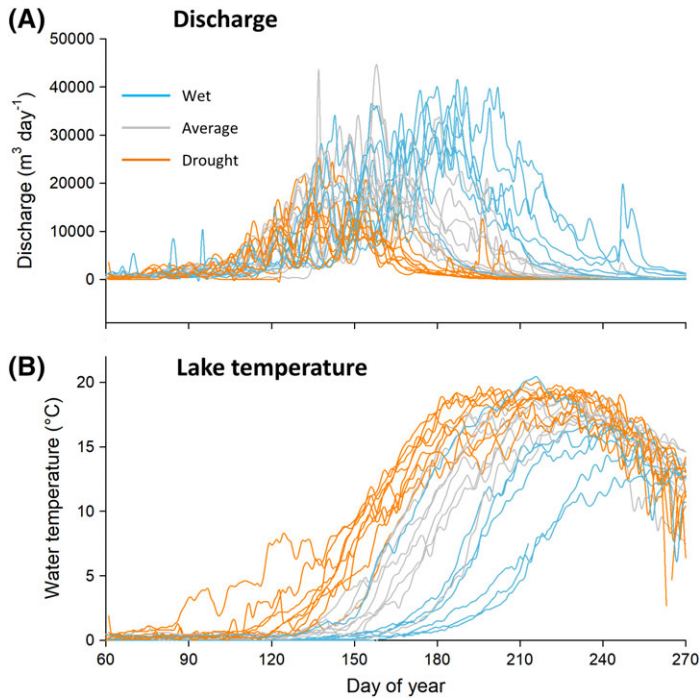 (A) Discharge
50000
40000
30000
20000
10000
0
Discharge (m³ day⁻¹)
Wet
Average
Drought
(B) Lake temperature
20
15
10
5
0
Water temperature (°C)
60 90 120 150 180 210 240 270
Day of year